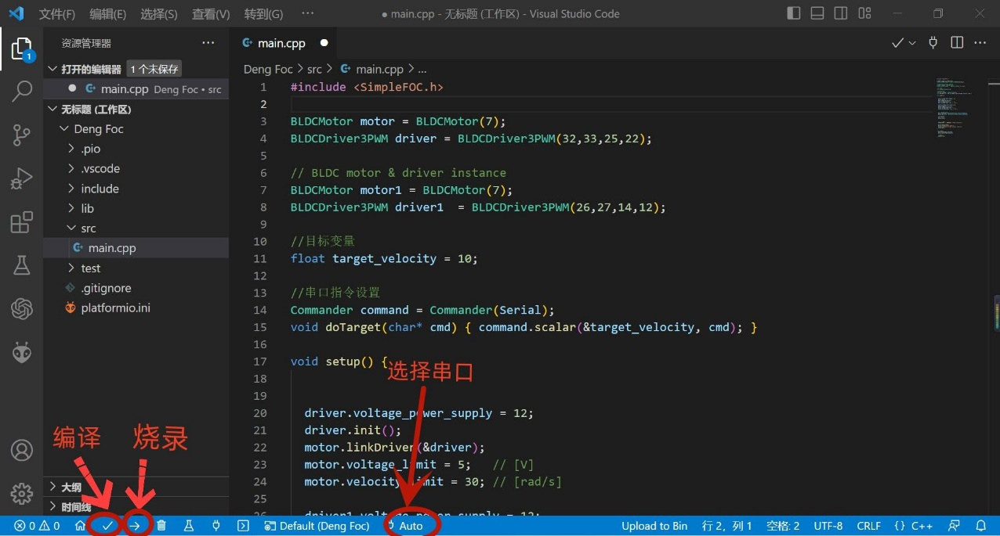 文件(F) 编辑(E) 选择(S) 查看(V) 转到(G) ··· ● main.cpp - 无标题 (工作区) - Visual Studio Code
资源管理器 ···
main.cpp ●
打开的编辑器 1 个未保存
● main.cpp Deng Foc • src
无标题 (工作区)
Deng Foc
.pio
.vscode
include
lib
src
main.cpp
test
.gitignore
platformio.ini
大纲
时间线
1
Deng Foc > src > main.cpp > ...
1 #include <SimpleFOC.h>
2
3 BLDCMotor motor = BLDCMotor(7);
4 BLDCDriver3PWM driver = BLDCDriver3PWM(32,33,25,22);
5
6 // BLDC motor & driver instance
7 BLDCMotor motor1 = BLDCMotor(7);
8 BLDCDriver3PWM driver1  = BLDCDriver3PWM(26,27,14,12);
9
10 //目标变量
11 float target_velocity = 10;
12
13 //串口指令设置
14 Commander command = Commander(Serial);
15 void doTarget(char* cmd) { command.scalar(&target_velocity, cmd); }
16
17 void setup() {
18
19
20 driver.voltage_power_supply = 12;
21 driver.init();
22 motor.linkDriver(&driver);
23 motor.voltage_limit = 5;   // [V]
24 motor.velocity_limit = 30; // [rad/s]
25
26 driver1.voltage_power_supply = 12;
选择串口
编译
烧录
0 0 Default (Deng Foc) Auto Upload to Bin 行 2, 列 1 空格: 2 UTF-8 CRLF {} C++